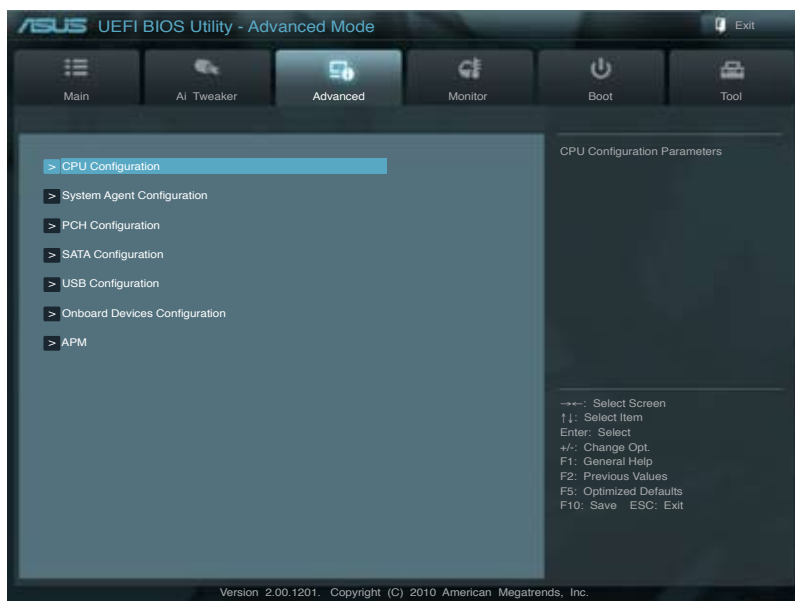 ASUS UEFI BIOS Utility - Advanced Mode
Exit
Main
Ai Tweaker
Advanced
Monitor
Boot
Tool
> CPU Configuration
> System Agent Configuration
> PCH Configuration
> SATA Configuration
> USB Configuration
> Onboard Devices Configuration
> APM
CPU Configuration Parameters
→←: Select Screen
↑↓: Select Item
Enter: Select
+/-: Change Opt.
F1: General Help
F2: Previous Values
F5: Optimized Defaults
F10: Save ESC: Exit
Version 2.00.1201. Copyright (C) 2010 American Megatrends, Inc.